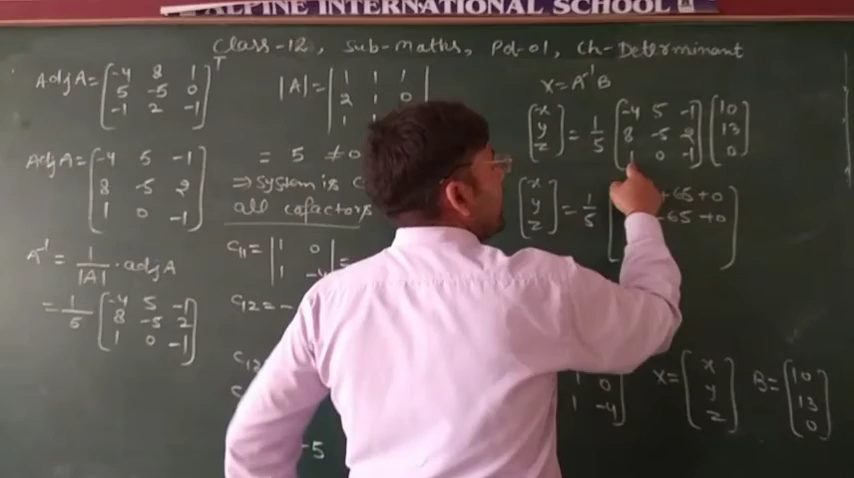 ALPINE INTERNATIONAL SCHOOL
Class-12, Sub-Maths, Pd-01, Ch-Determinant
Adj A = [-4 8 1
5 -5 0
-1 2 -1]T
Adj A = [-4 5 -1
8 -5 2
1 0 -1]
A⁻¹ = 1/|A| . adj A
= 1/5 [-4 5 -1
8 -5 2
1 0 -1]
|A| = |1 1 1
2 1 0
1 1
= 5 ≠ 0
⇒ System is C
all cofactors
C11 = |1 0
1 -4| =
C12 = -
-5
X = A⁻¹ B
[x
y
z] = 1/5 [-4 5 -1
8 -5 2
1 0 -1] [10
13
0]
[x
y
z] = 1/5 [ +65+0
-65+0
]
1 0
1 -4]
X = [x
y
z]
B = [10
13
0]